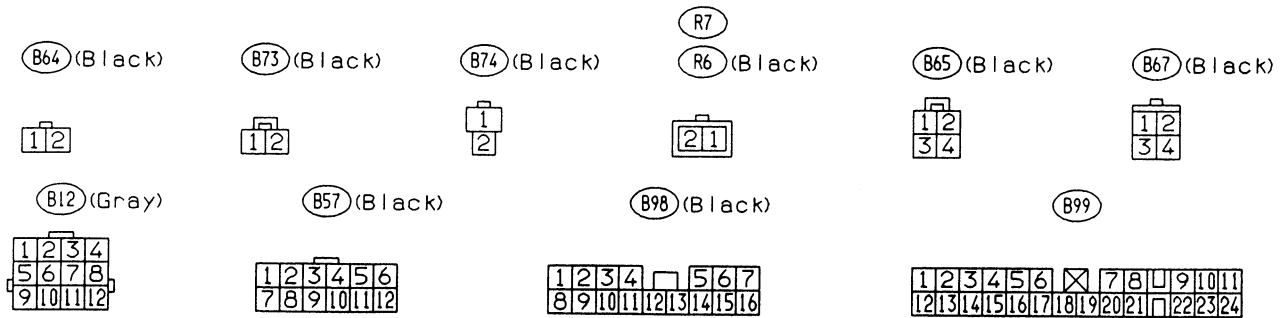 R7
B64 (Black) B73 (Black) B74 (Black) R6 (Black) B65 (Black) B67 (Black)
1 2
1 2
1
2
2 1
1 2
3 4
1 2
3 4
B12 (Gray) B57 (Black) B98 (Black) B99
1 2 3 4
5 6 7 8
9 10 11 12
1 2 3 4 5 6
7 8 9 10 11 12
1 2 3 4 5 6 7
8 9 10 11 12 13 14 15 16
1 2 3 4 5 6 7 8 9 10 11
12 13 14 15 16 17 18 19 20 21 22 23 24